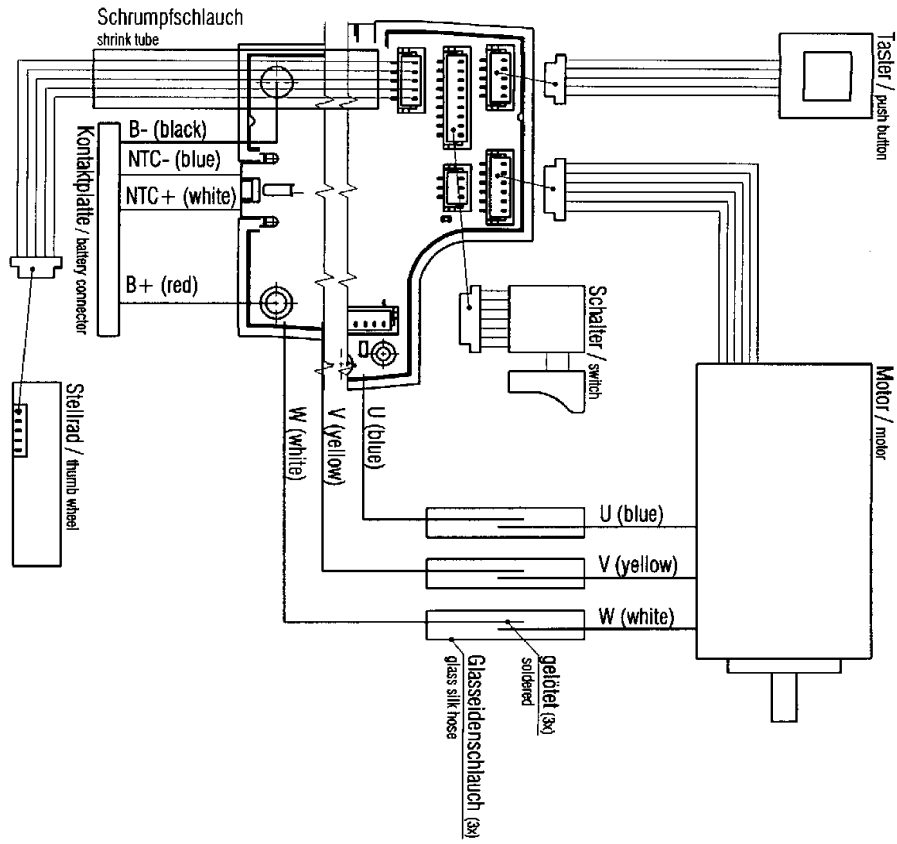 Schrumpfschlauch
shrink tube
Taster / push button
B- (black)
NTC- (blue)
NTC+ (white)
B+ (red)
Kontaktplatte / battery connector
Schalter / switch
Motor / motor
Stellrad / thumb wheel
W (white)
V (yellow)
U (blue)
U (blue)
V (yellow)
W (white)
gelötet (3x)
soldered
Glasseidenschlauch (3x)
glass silk hose